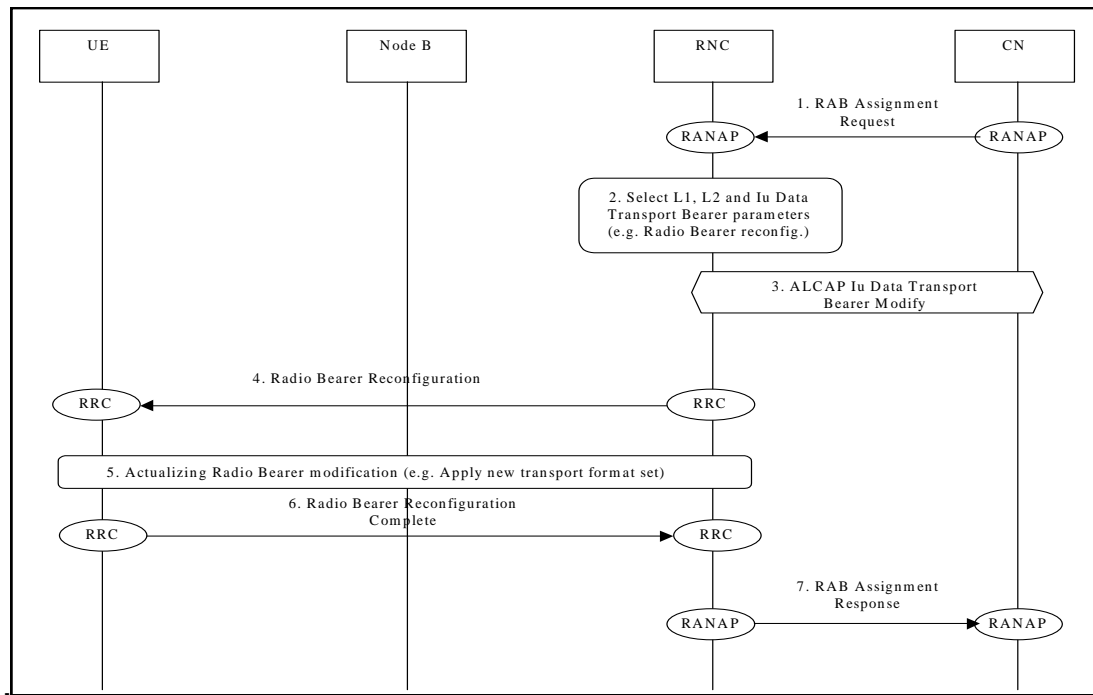 UE
Node B
RNC
CN
1. RAB Assignment
Request
RANAP
RANAP
2. Select L1, L2 and Iu Data
Transport Bearer parameters
(e.g. Radio Bearer reconfig.)
3. ALCAP Iu Data Transport
Bearer Modify
4. Radio Bearer Reconfiguration
RRC
RRC
5. Actualizing Radio Bearer modification (e.g. Apply new transport format set)
6. Radio Bearer Reconfiguration
Complete
RRC
RRC
7. RAB Assignment
Response
RANAP
RANAP